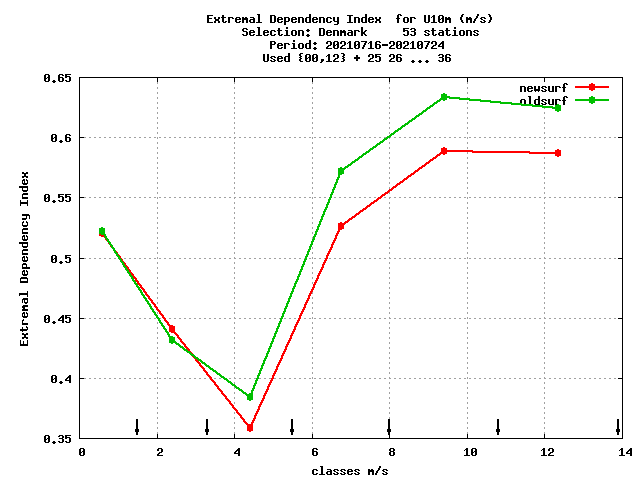 Extremal Dependency Index  for U10m (m/s)
Selection: Denmark     53 stations
Period: 20210716-20210724
Used {00,12} + 25 26 ... 36
newsurf
oldsurf
0.65
0.6
0.55
0.5
0.45
0.4
0.35
Extremal Dependency Index
0 2 4 6 8 10 12 14
classes m/s